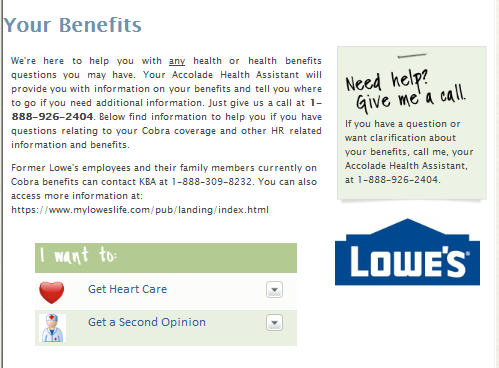 Your Benefits
We're here to help you with any health or health benefits
questions you may have. Your Accolade Health Assistant will
provide you with information on your benefits and tell you where
to go if you need additional information. Just give us a call at 1-
888-926-2404. Below find information to help you if you have
questions relating to your Cobra coverage and other HR related
information and benefits.
Former Lowe's employees and their family members currently on
Cobra benefits can contact KBA at 1-888-309-8232. You can also
access more information at:
https://www.myloweslife.com/pub/landing/index.html
I want to:
Get Heart Care
Get a Second Opinion
Need help?
Give me a call.
If you have a question or
want clarification about
your benefits, call me, your
Accolade Health Assistant,
at 1-888-926-2404.
LOWE'S